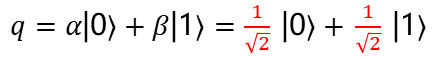 q = α|0⟩ + β|1⟩ = 1/√2 |0⟩ + 1/√2 |1⟩